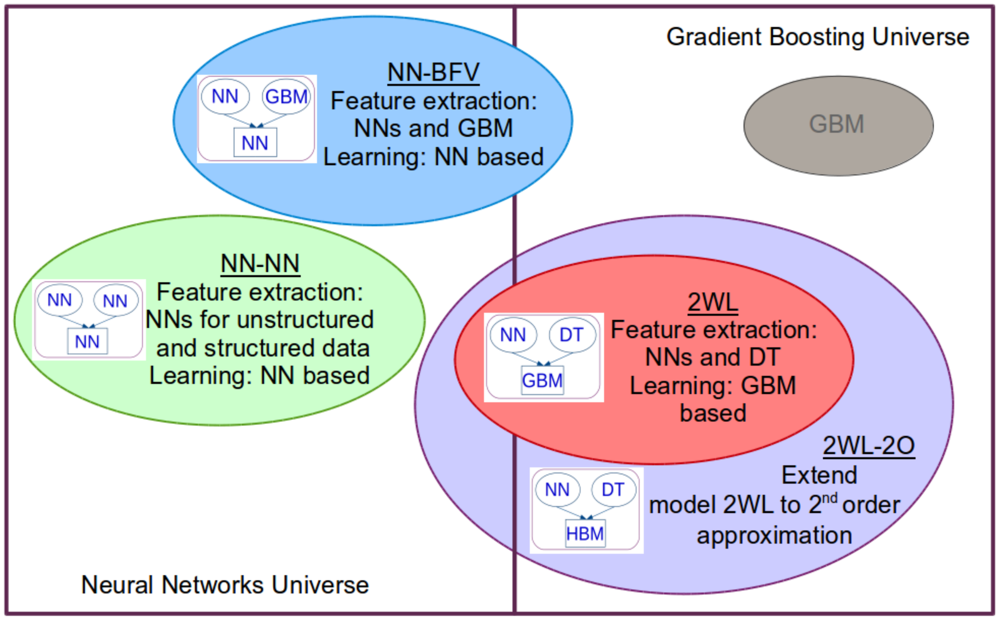 Gradient Boosting Universe
NN-BFV
Feature extraction:
NNs and GBM
Learning: NN based
NN GBM
NN
GBM
NN-NN
Feature extraction:
NNs for unstructured
and structured data
Learning: NN based
NN NN
NN
2WL
Feature extraction:
NNs and DT
Learning: GBM
based
NN DT
GBM
2WL-2O
Extend
model 2WL to 2nd order
approximation
NN DT
HBM
Neural Networks Universe